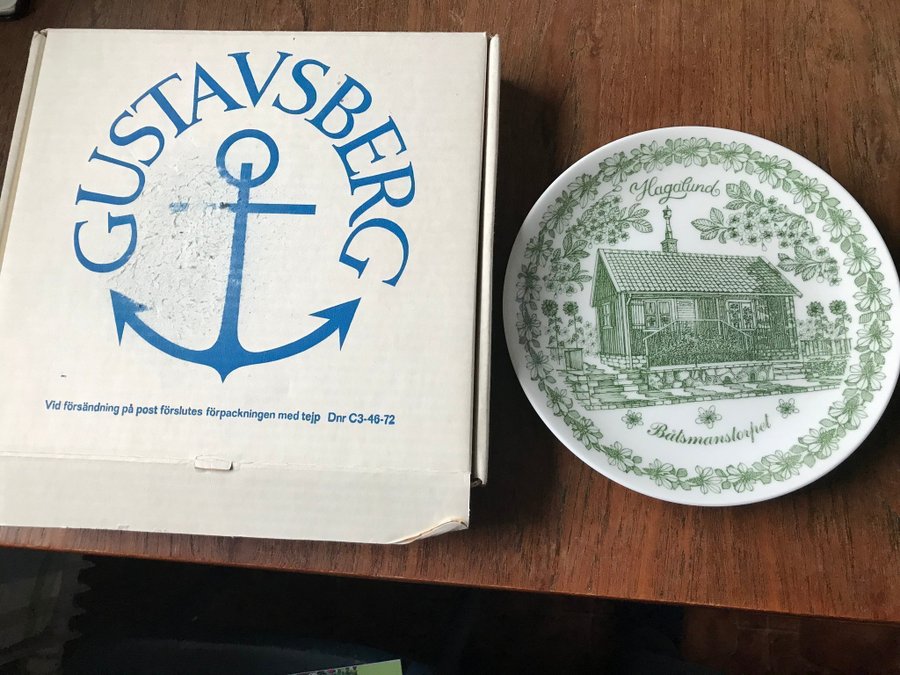 GUSTAVSBERG
Vid försändning på post förslutes förpackningen med tejp Dnr C3-46-72
Hagalund
Båtsmanstorpet